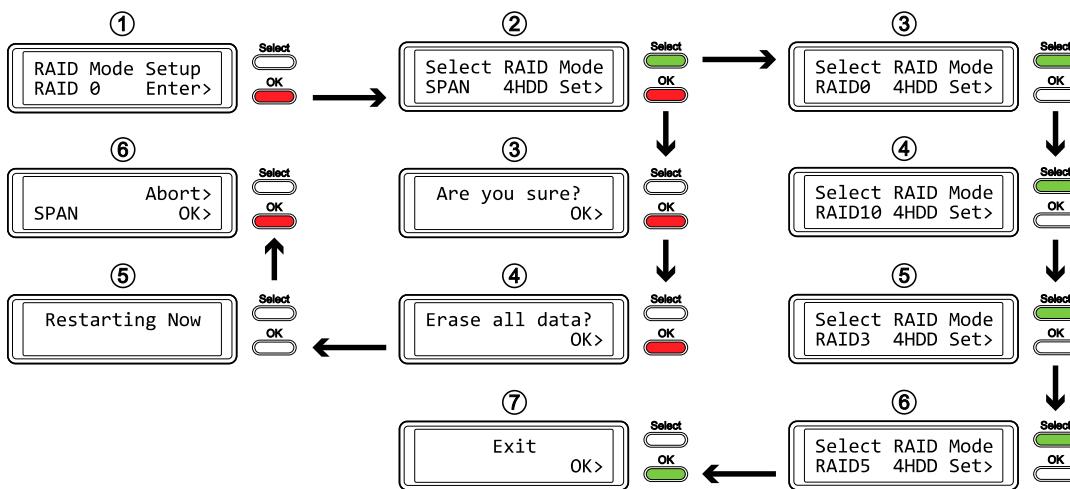 ①
RAID Mode Setup
RAID 0 Enter>
Select
OK
②
Select RAID Mode
SPAN 4HDD Set>
Select
OK
③
Select RAID Mode
RAID0 4HDD Set>
Select
OK
⑥
Abort>
SPAN OK>
Select
OK
③
Are you sure?
OK>
Select
OK
④
Select RAID Mode
RAID10 4HDD Set>
Select
OK
⑤
Restarting Now
Select
OK
④
Erase all data?
OK>
Select
OK
⑤
Select RAID Mode
RAID3 4HDD Set>
Select
OK
⑦
Exit
OK>
Select
OK
⑥
Select RAID Mode
RAID5 4HDD Set>
Select
OK